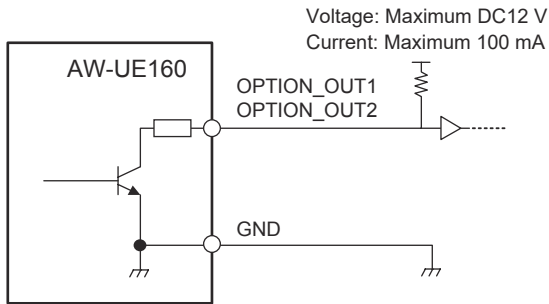 Voltage: Maximum DC12 V
Current: Maximum 100 mA
AW-UE160
OPTION_OUT1
OPTION_OUT2
GND